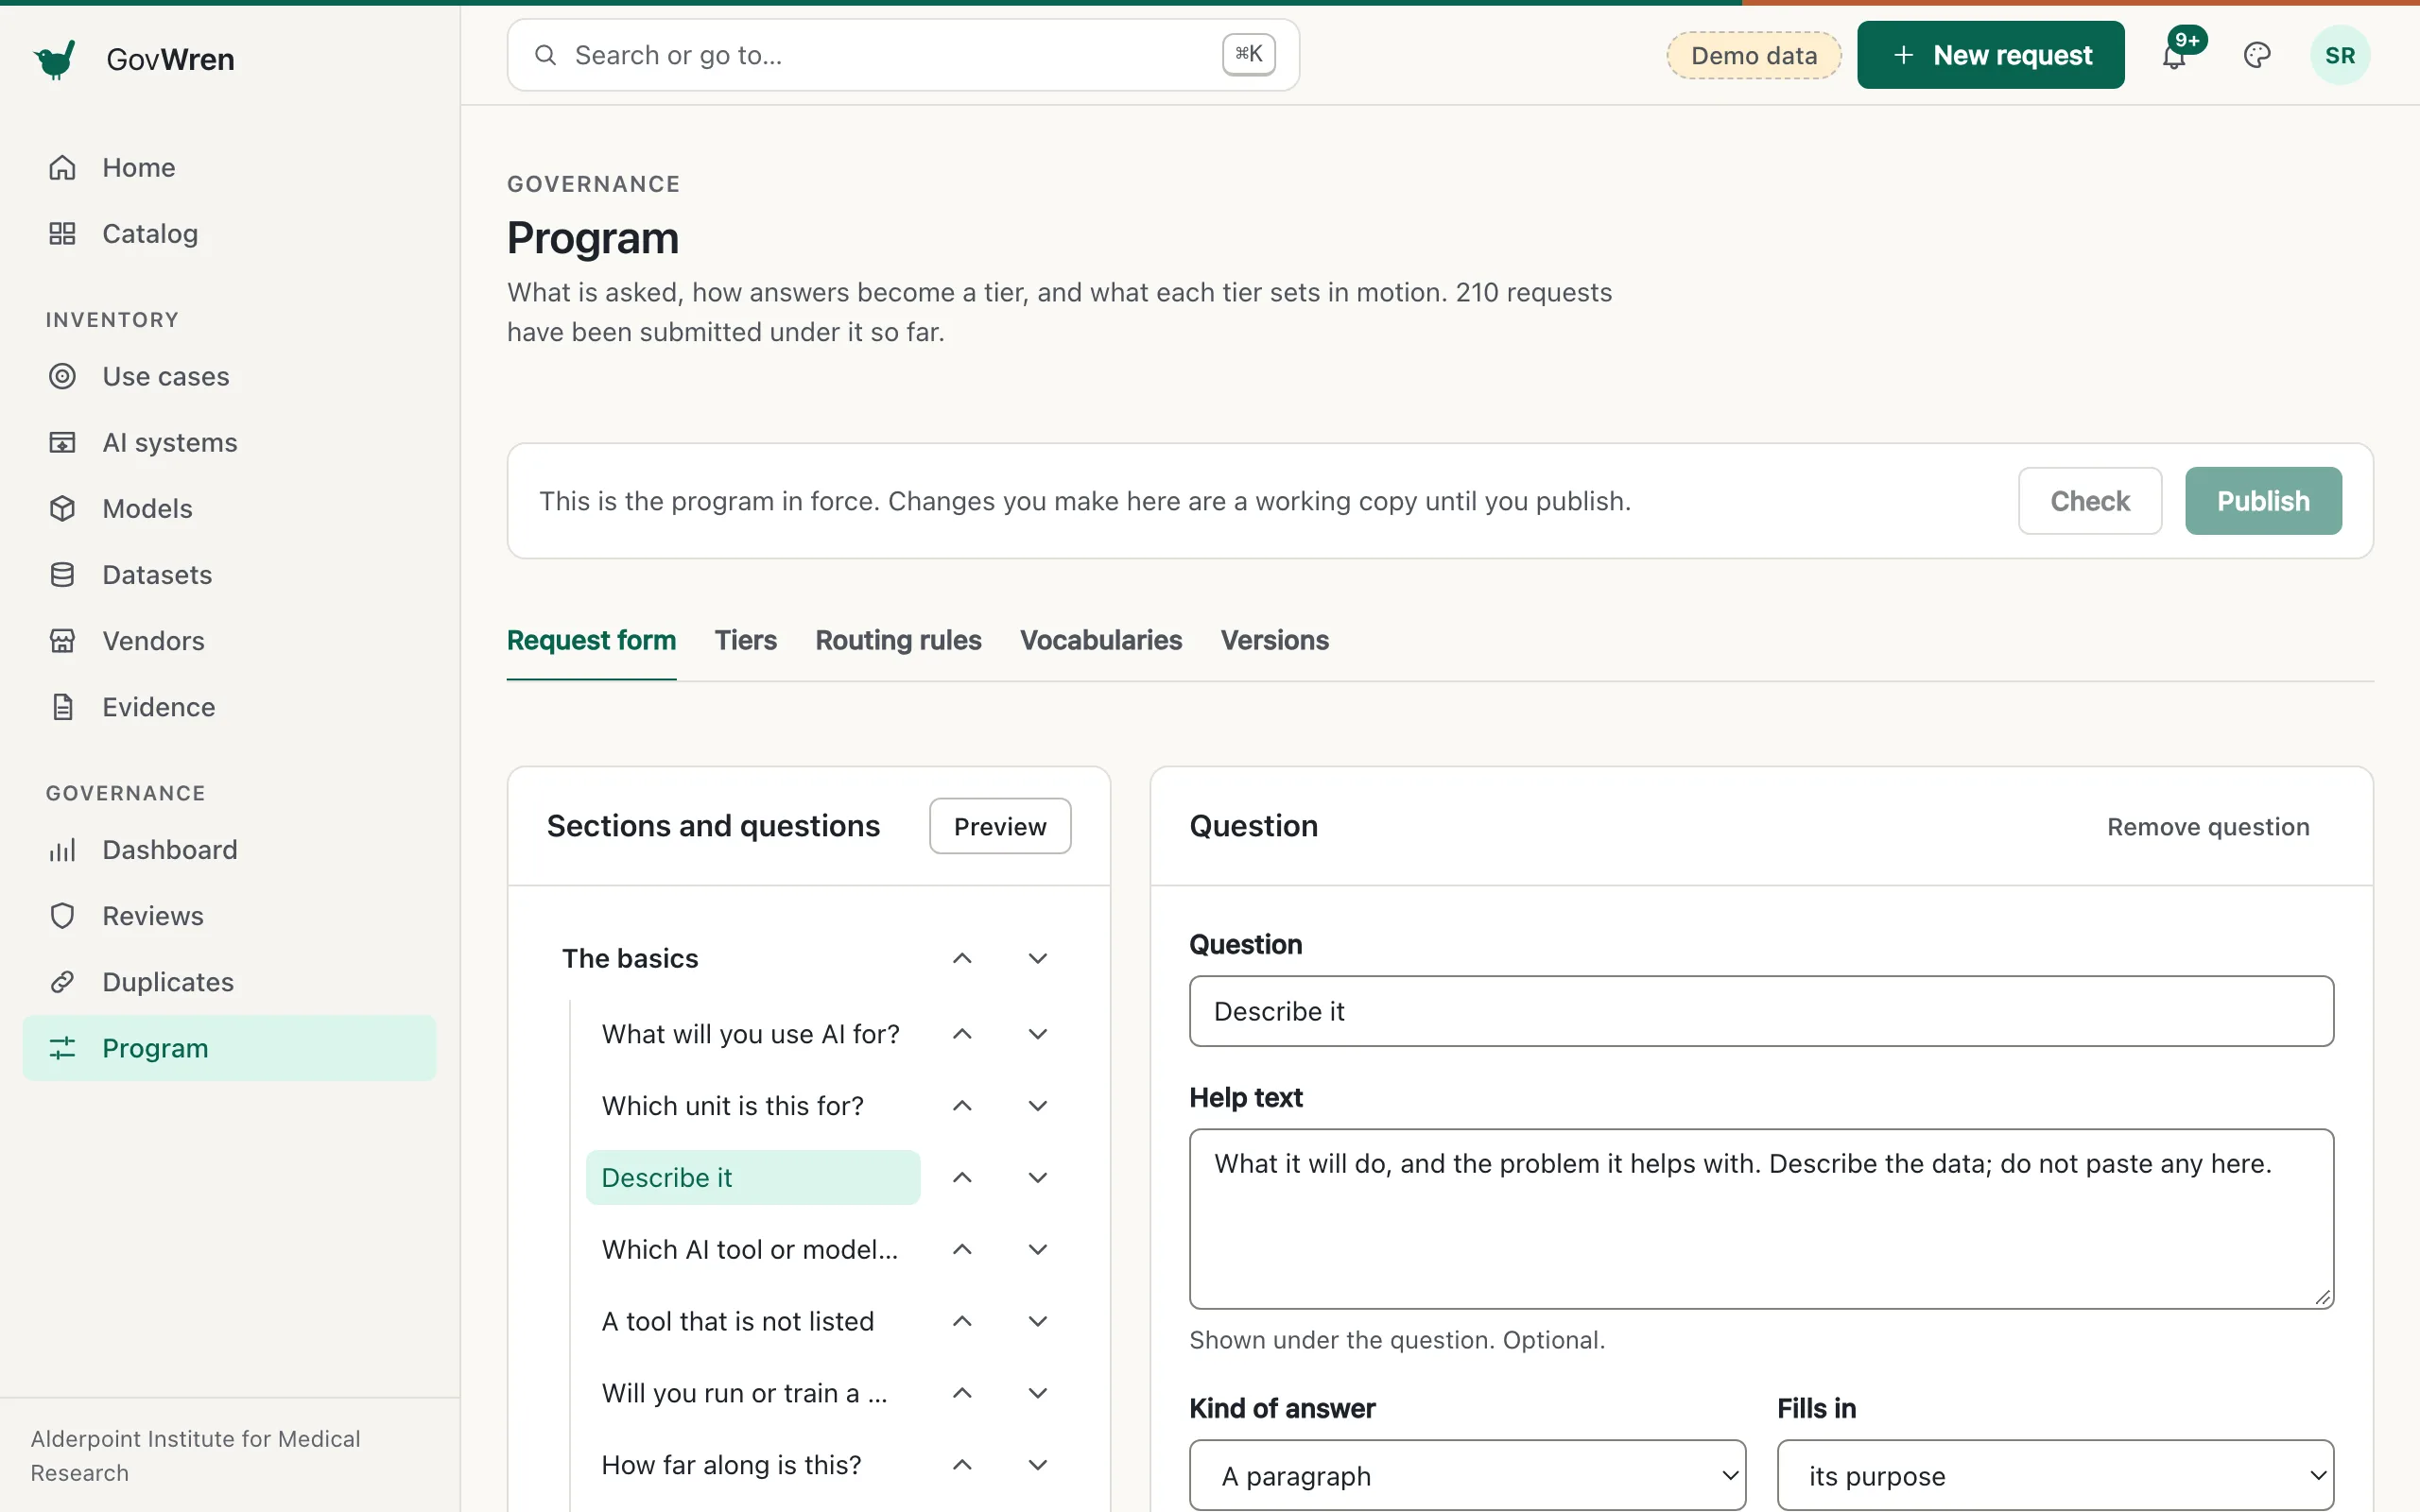 GovWren
Search or go to...
⌘K
Demo data
+ New request
9+
SR
Home
Catalog
INVENTORY
Use cases
AI systems
Models
Datasets
Vendors
Evidence
GOVERNANCE
Dashboard
Reviews
Duplicates
Program
Alderpoint Institute for Medical
Research
GOVERNANCE
Program
What is asked, how answers become a tier, and what each tier sets in motion. 210 requests
have been submitted under it so far.
This is the program in force. Changes you make here are a working copy until you publish.
Check
Publish
Request form
Tiers
Routing rules
Vocabularies
Versions
Sections and questions
Preview
The basics
What will you use AI for?
Which unit is this for?
Describe it
Which AI tool or model...
A tool that is not listed
Will you run or train a ...
How far along is this?
Question
Remove question
Question
Describe it
Help text
What it will do, and the problem it helps with. Describe the data; do not paste any here.
Shown under the question. Optional.
Kind of answer
A paragraph
Fills in
its purpose